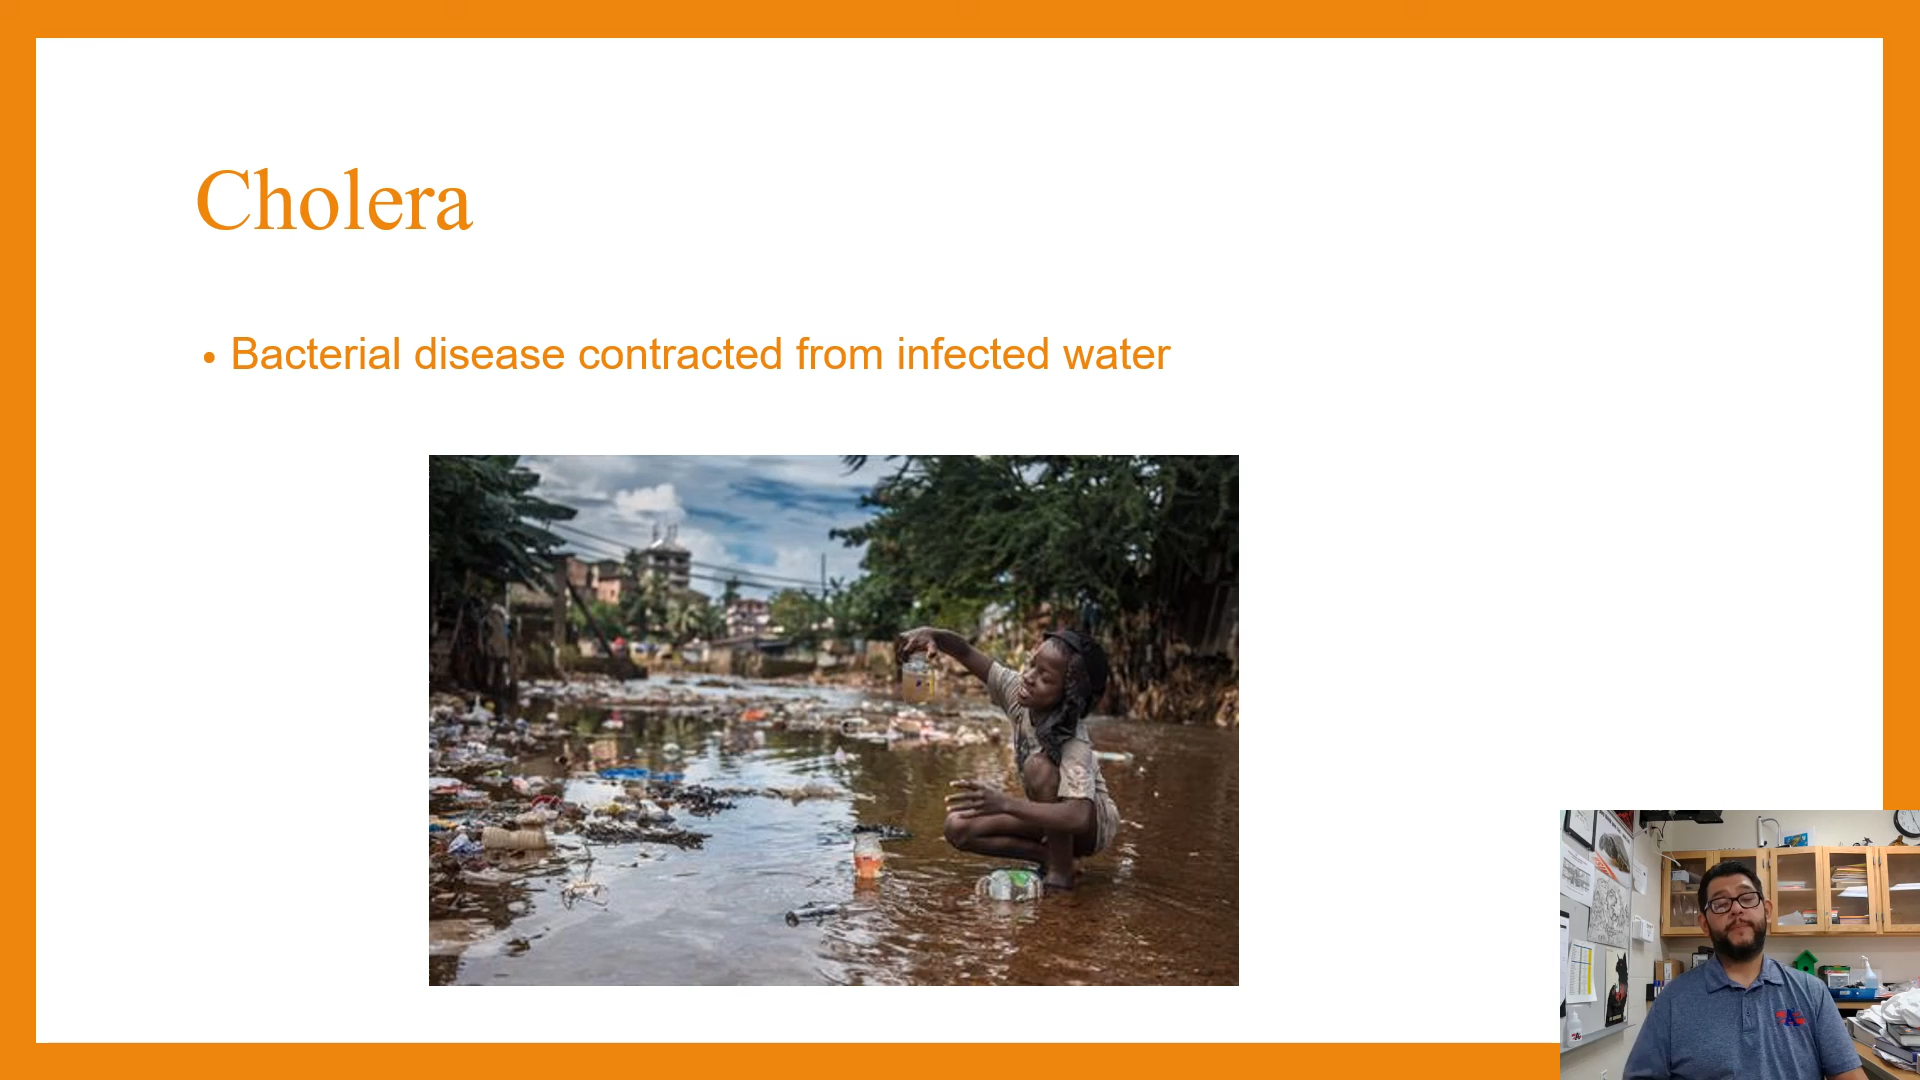 Cholera
• Bacterial disease contracted from infected water